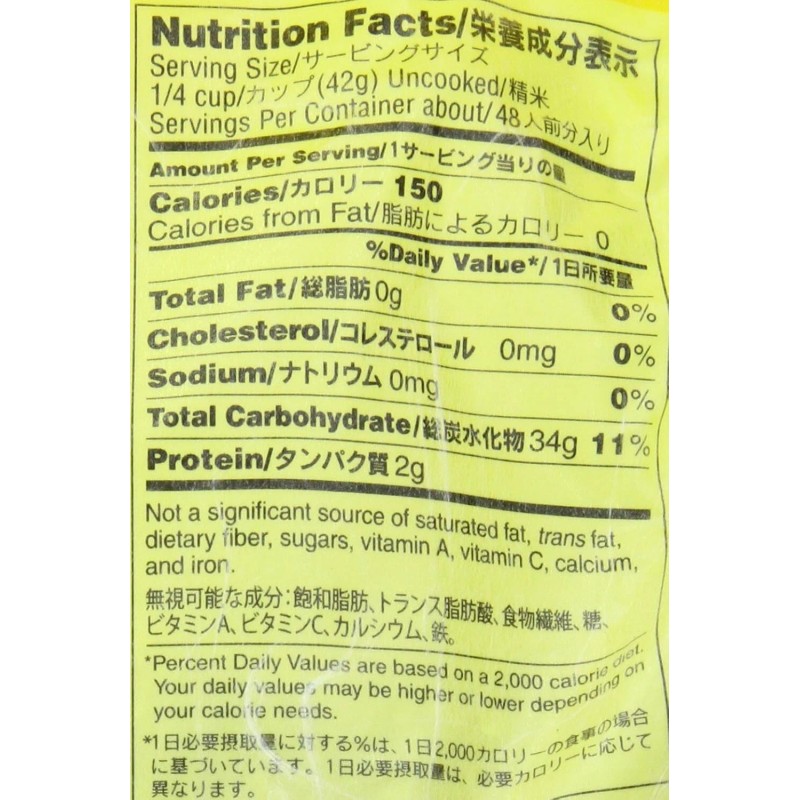 Nutrition Facts/栄養成分表示
Serving Size/サービングサイズ
1/4 cup/カップ(42g) Uncooked/精米
Servings Per Container about/48人前分入り
Amount Per Serving/1サービング当りの量
Calories/カロリー 150
Calories from Fat/脂肪によるカロリー 0
%Daily Value*/1日所要量
Total Fat/総脂肪 0g 0%
Cholesterol/コレステロール 0mg 0%
Sodium/ナトリウム 0mg 0%
Total Carbohydrate/総炭水化物 34g 11%
Protein/タンパク質 2g
Not a significant source of saturated fat, trans fat,
dietary fiber, sugars, vitamin A, vitamin C, calcium,
and iron.
無視可能な成分:飽和脂肪、トランス脂肪酸、食物繊維、糖、
ビタミンA、ビタミンC、カルシウム、鉄。
*Percent Daily Values are based on a 2,000 calorie diet.
Your daily values may be higher or lower depending on
your calorie needs.
*1日必要摂取量に対する%は、1日2,000カロリーの食事の場合
に基づいています。1日必要摂取量は、必要カロリーに応じて
異なります。